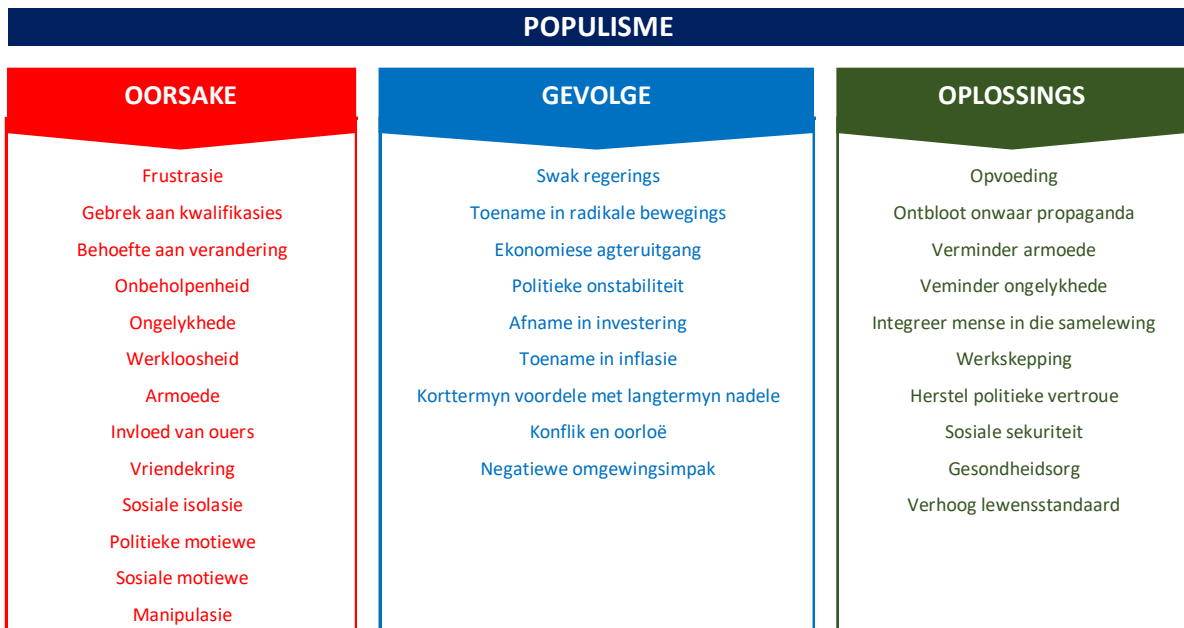 POPULISME
OORSAKE
Frustrasie
Gebrek aan kwalifikasies
Behoefte aan verandering
Onbeholpenheid
Ongelykhede
Werkloosheid
Armoede
Invloed van ouers
Vriendekring
Sosiale isolasie
Politieke motiewe
Sosiale motiewe
Manipulasie
GEVOLGE
Swak regerings
Toename in radikale bewegings
Ekonomiese agteruitgang
Politieke onstabiliteit
Afname in investering
Toename in inflasie
Korttermyn voordele met langtermyn nadele
Konflik en oorloë
Negatiewe omgewingsimpak
OPLOSSINGS
Opvoeding
Ontbloot onwaar propaganda
Verminder armoede
Veminder ongelykhede
Integreer mense in die samelewing
Werkskepping
Herstel politieke vertroue
Sosiale sekuriteit
Gesondheidsorg
Verhoog lewensstandaard